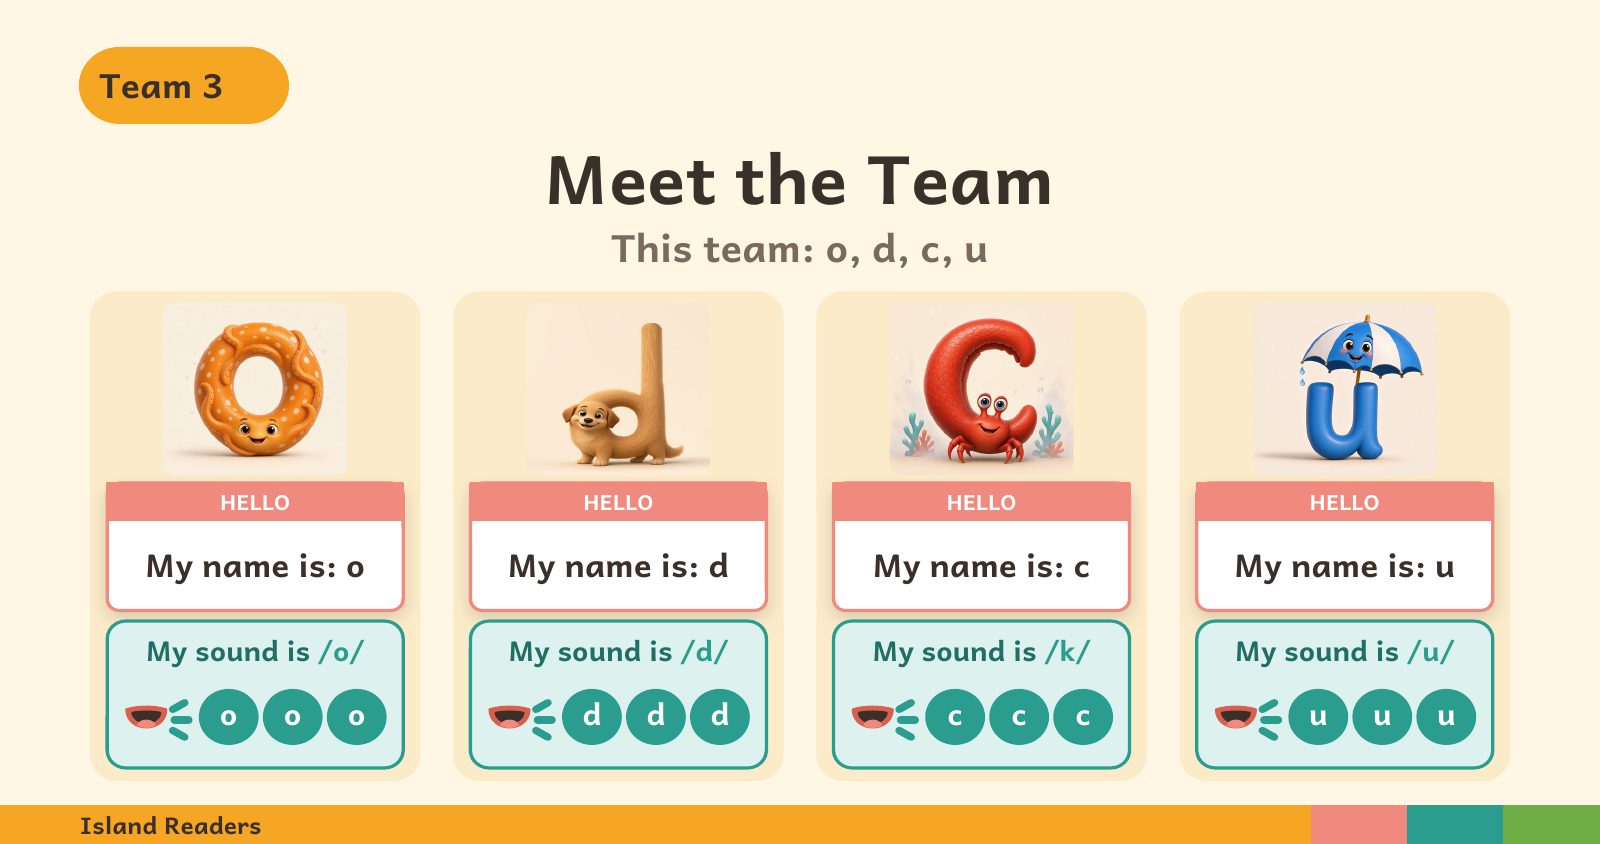 Team 3
Meet the Team
This team: o, d, c, u
HELLO
My name is: o
My sound is /o/
o o o
HELLO
My name is: d
My sound is /d/
d d d
HELLO
My name is: c
My sound is /k/
c c c
HELLO
My name is: u
My sound is /u/
u u u
Island Readers